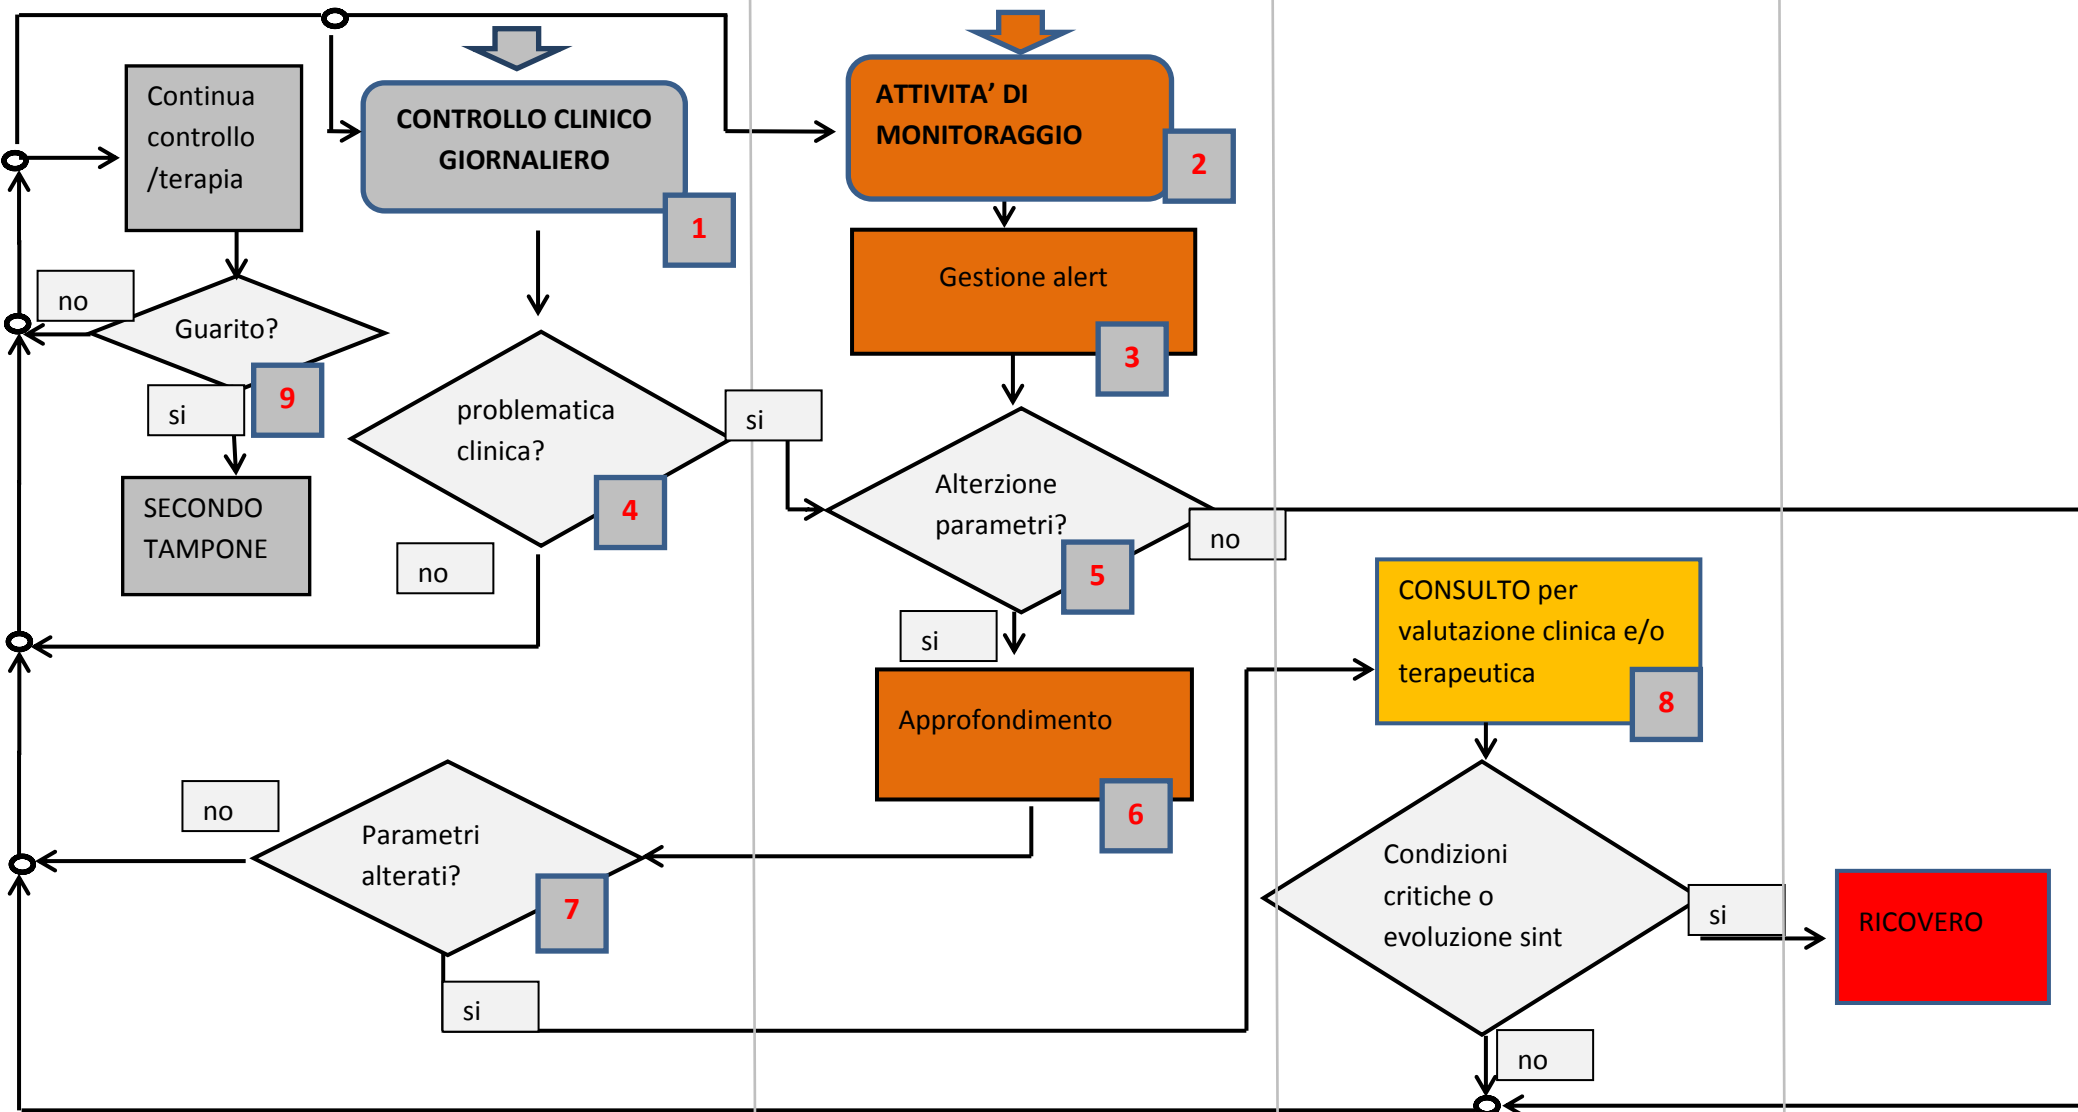 Continua
controllo
/terapia
CONTROLLO CLINICO
GIORNALIERO
1
ATTIVITA’ DI
MONITORAGGIO
2
Gestione alert
3
no
Guarito?
9
si
SECONDO
TAMPONE
problematica
clinica?
4
si
no
Alterzione
parametri?
5
no
si
Approfondimento
6
CONSULTO per
valutazione clinica e/o
terapeutica
8
no
Parametri
alterati?
7
si
Condizioni
critiche o
evoluzione sint
si
no
RICOVERO